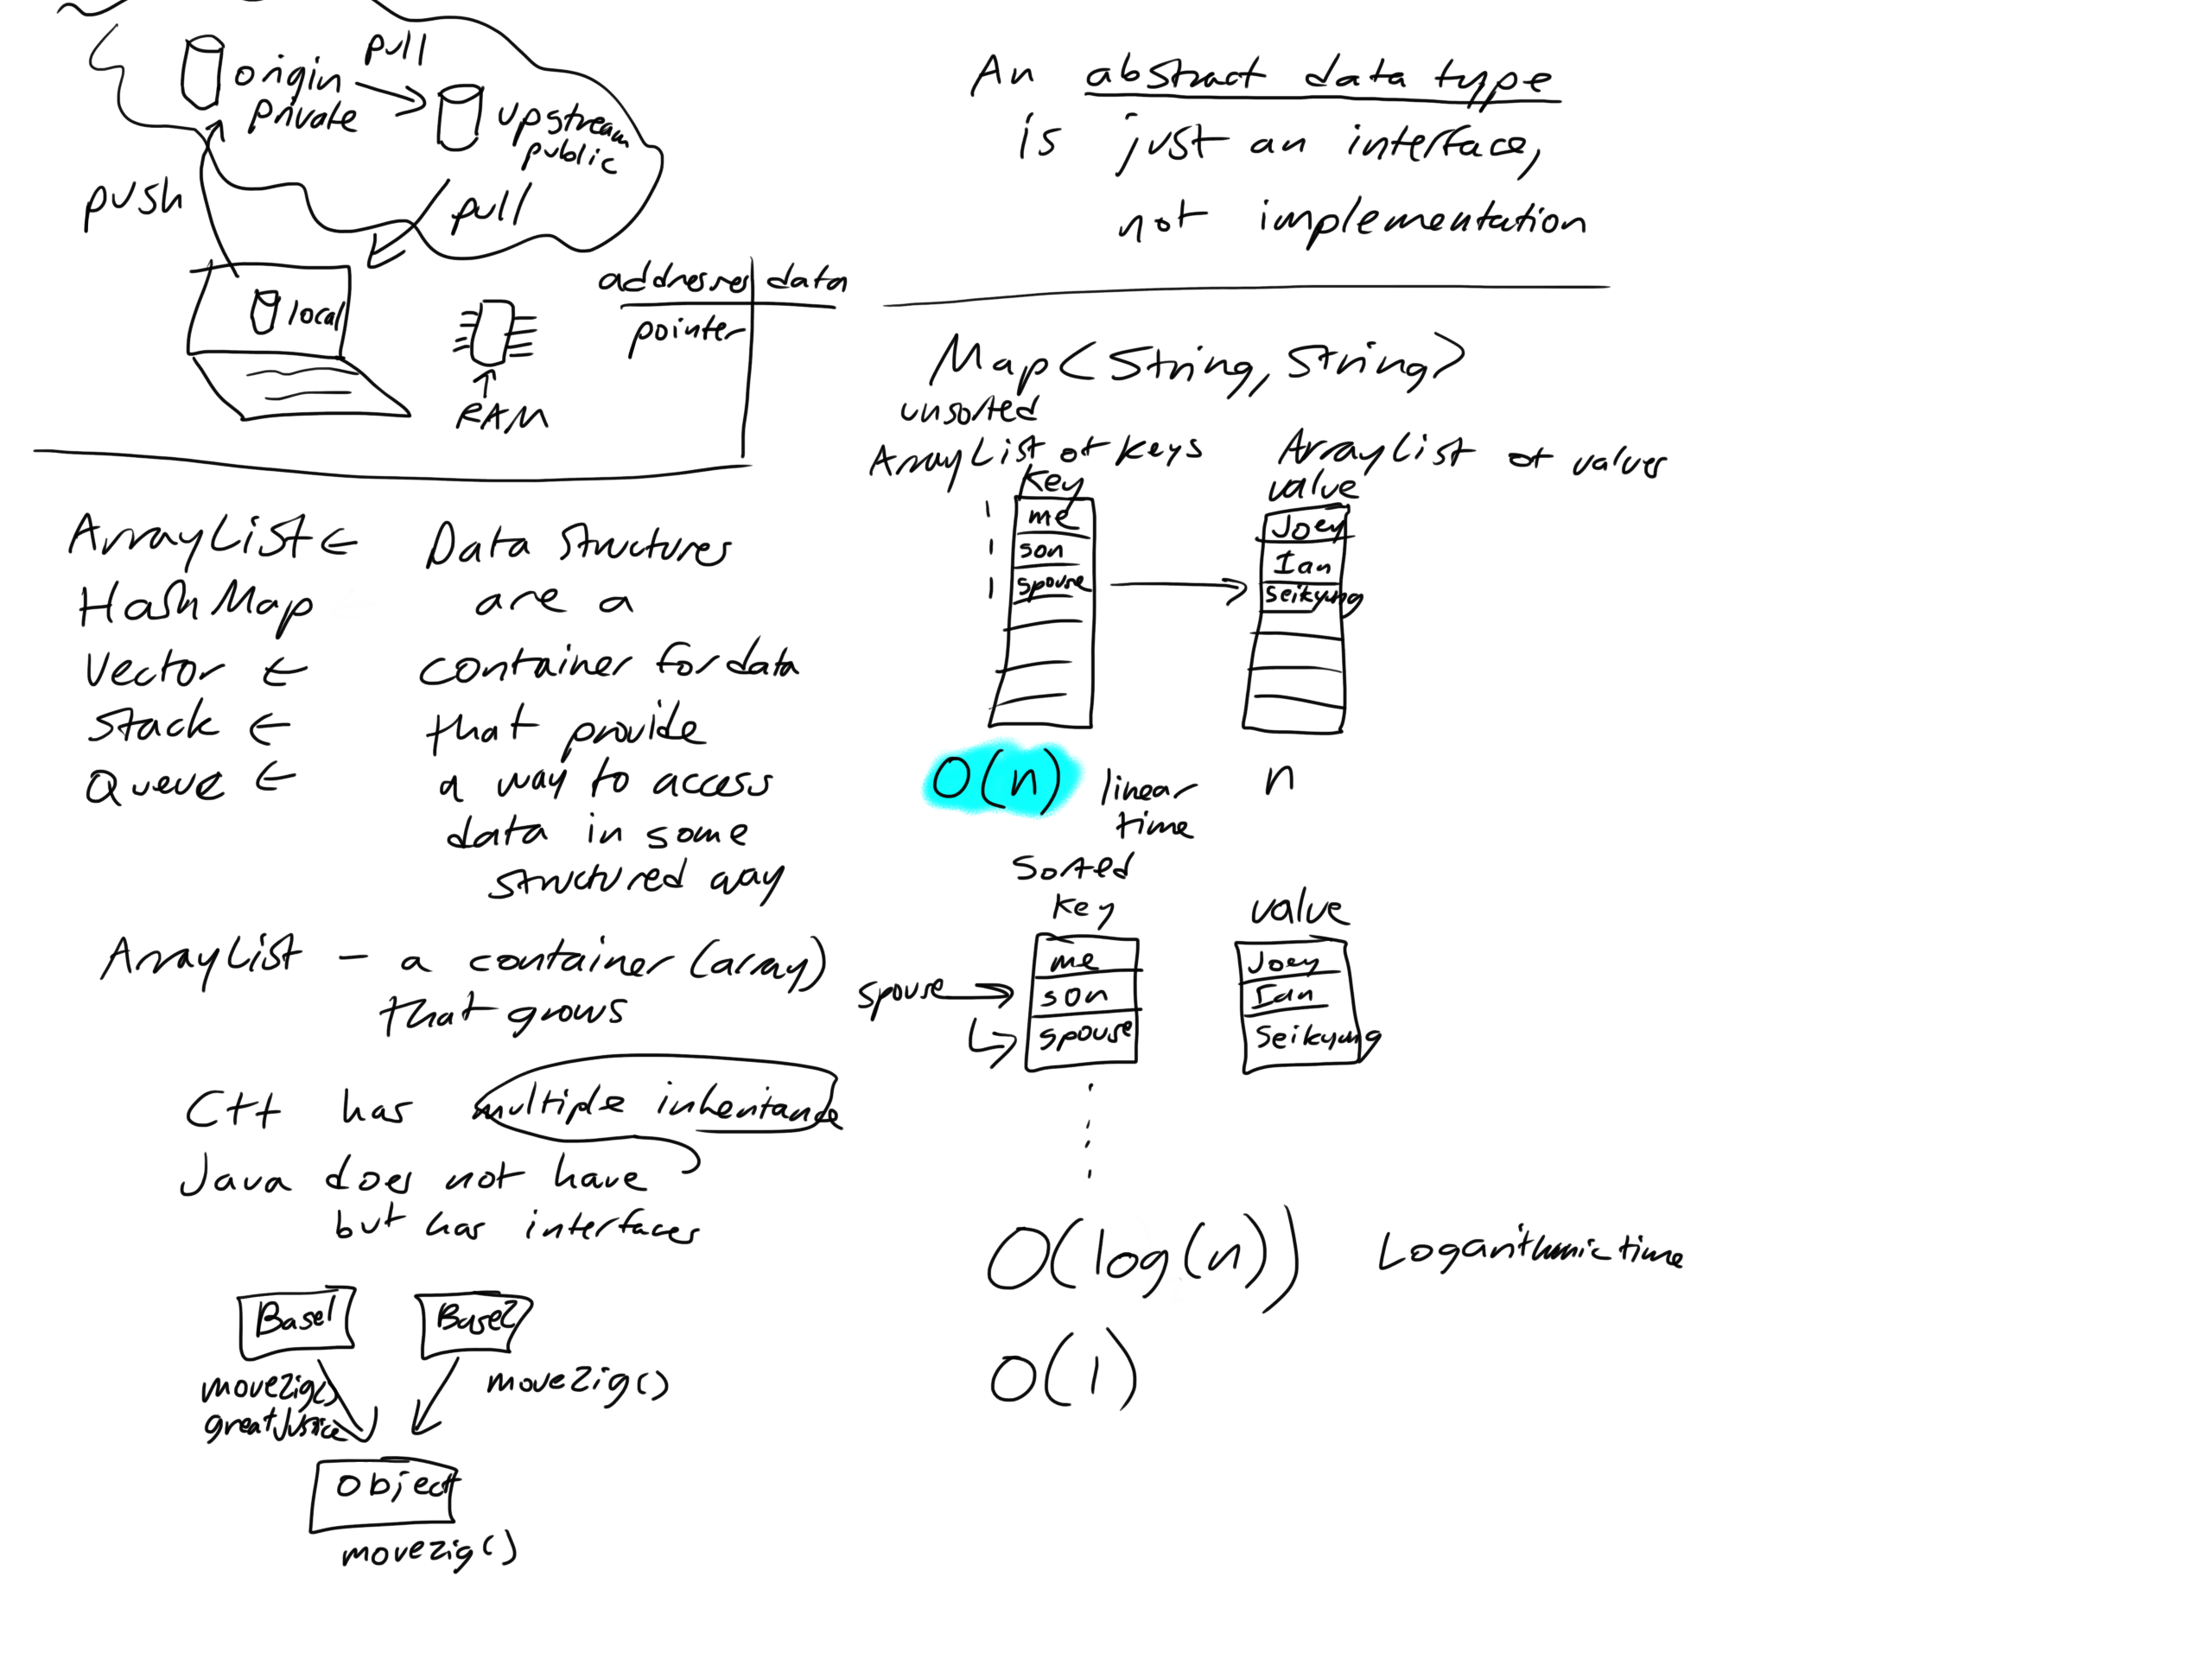 pull
origin
private
upstream
public
push
pull
local
RAM
addresses data
pointer
ArrayList ←
HashMap
Vector ←
Stack ←
Queue ←
Data structures
are a
container for data
that provide
a way to access
data in some
structured way
ArrayList – a container (array)
that grows
C++ has multiple inheritance
Java does not have
but has interfaces
Base1
Base2
moveZig()
greatJustice
moveZig()
Object
moveZig()
An abstract data type
is just an interface,
not implementation
Map<String, String>
unsorted
ArrayList of keys
ArrayList of values
key
value
me
son
spouse
Joey
Ian
Seikyung
O(n)
linear
time
n
sorted
key
value
spouse
me
son
spouse
Joey
Ian
Seikyung
O(log(n))
Logarithmic time
O(1)